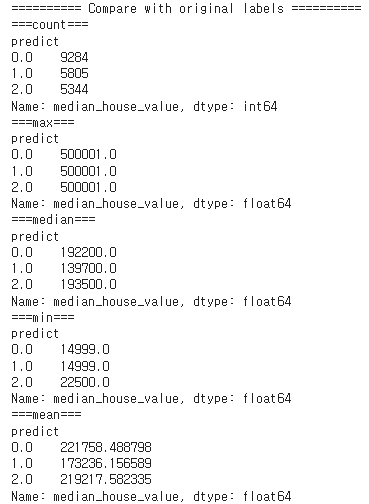 ========== Compare with original labels ==========
===count===
predict
0.0    9284
1.0    5805
2.0    5344
Name: median_house_value, dtype: int64
===max===
predict
0.0    500001.0
1.0    500001.0
2.0    500001.0
Name: median_house_value, dtype: float64
===median===
predict
0.0    192200.0
1.0    139700.0
2.0    193500.0
Name: median_house_value, dtype: float64
===min===
predict
0.0    14999.0
1.0    14999.0
2.0    22500.0
Name: median_house_value, dtype: float64
===mean===
predict
0.0    221758.488798
1.0    173236.156589
2.0    219217.582335
Name: median_house_value, dtype: float64